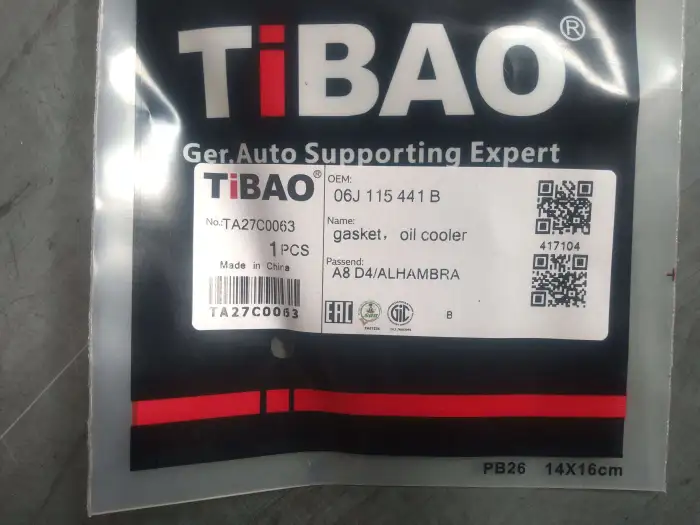 TiBAO®
Ger.Auto Supporting Expert
TiBAO®
No.:TA27C0063
1PCS
Made in China
TA27C0063
OEM:
06J 115 441 B
Name:
gasket, oil cooler
Passend:
A8 D4/ALHAMBRA
EAC
GIC
B
417104
PB26 14X16cm